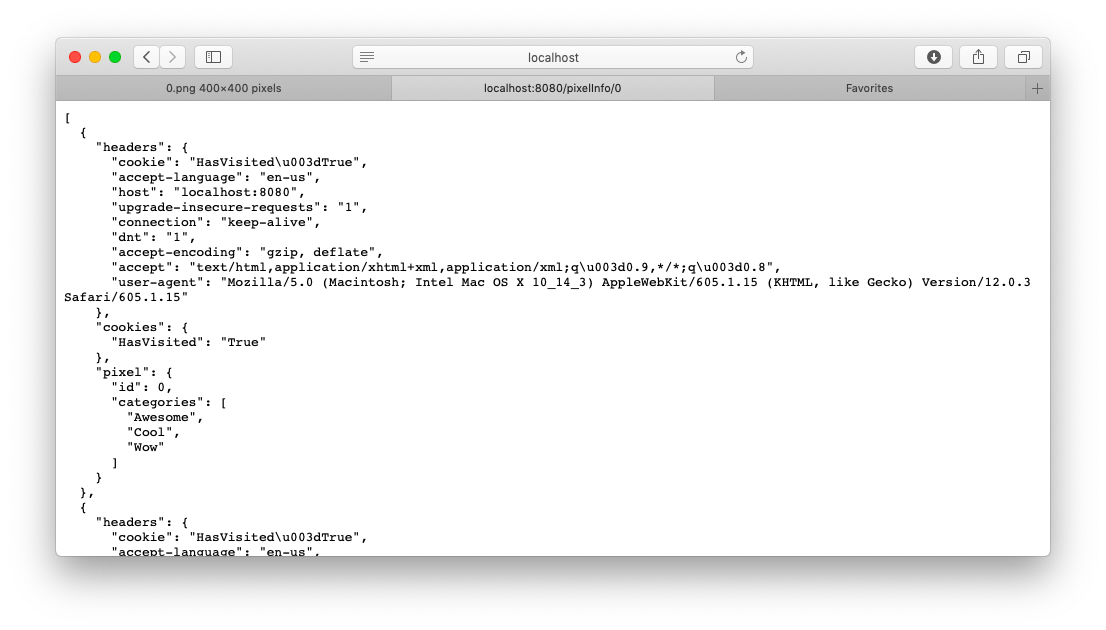 localhost
0.png 400×400 pixels
localhost:8080/pixelInfo/0
Favorites
[
  {
    "headers": {
      "cookie": "HasVisited\u003dTrue",
      "accept-language": "en-us",
      "host": "localhost:8080",
      "upgrade-insecure-requests": "1",
      "connection": "keep-alive",
      "dnt": "1",
      "accept-encoding": "gzip, deflate",
      "accept": "text/html,application/xhtml+xml,application/xml;q\u003d0.9,*/*;q\u003d0.8",
      "user-agent": "Mozilla/5.0 (Macintosh; Intel Mac OS X 10_14_3) AppleWebKit/605.1.15 (KHTML, like Gecko) Version/12.0.3
Safari/605.1.15"
    },
    "cookies": {
      "HasVisited": "True"
    },
    "pixel": {
      "id": 0,
      "categories": [
        "Awesome",
        "Cool",
        "Wow"
      ]
    }
  },
  {
    "headers": {
      "cookie": "HasVisited\u003dTrue",
      "accept-language": "en-us",